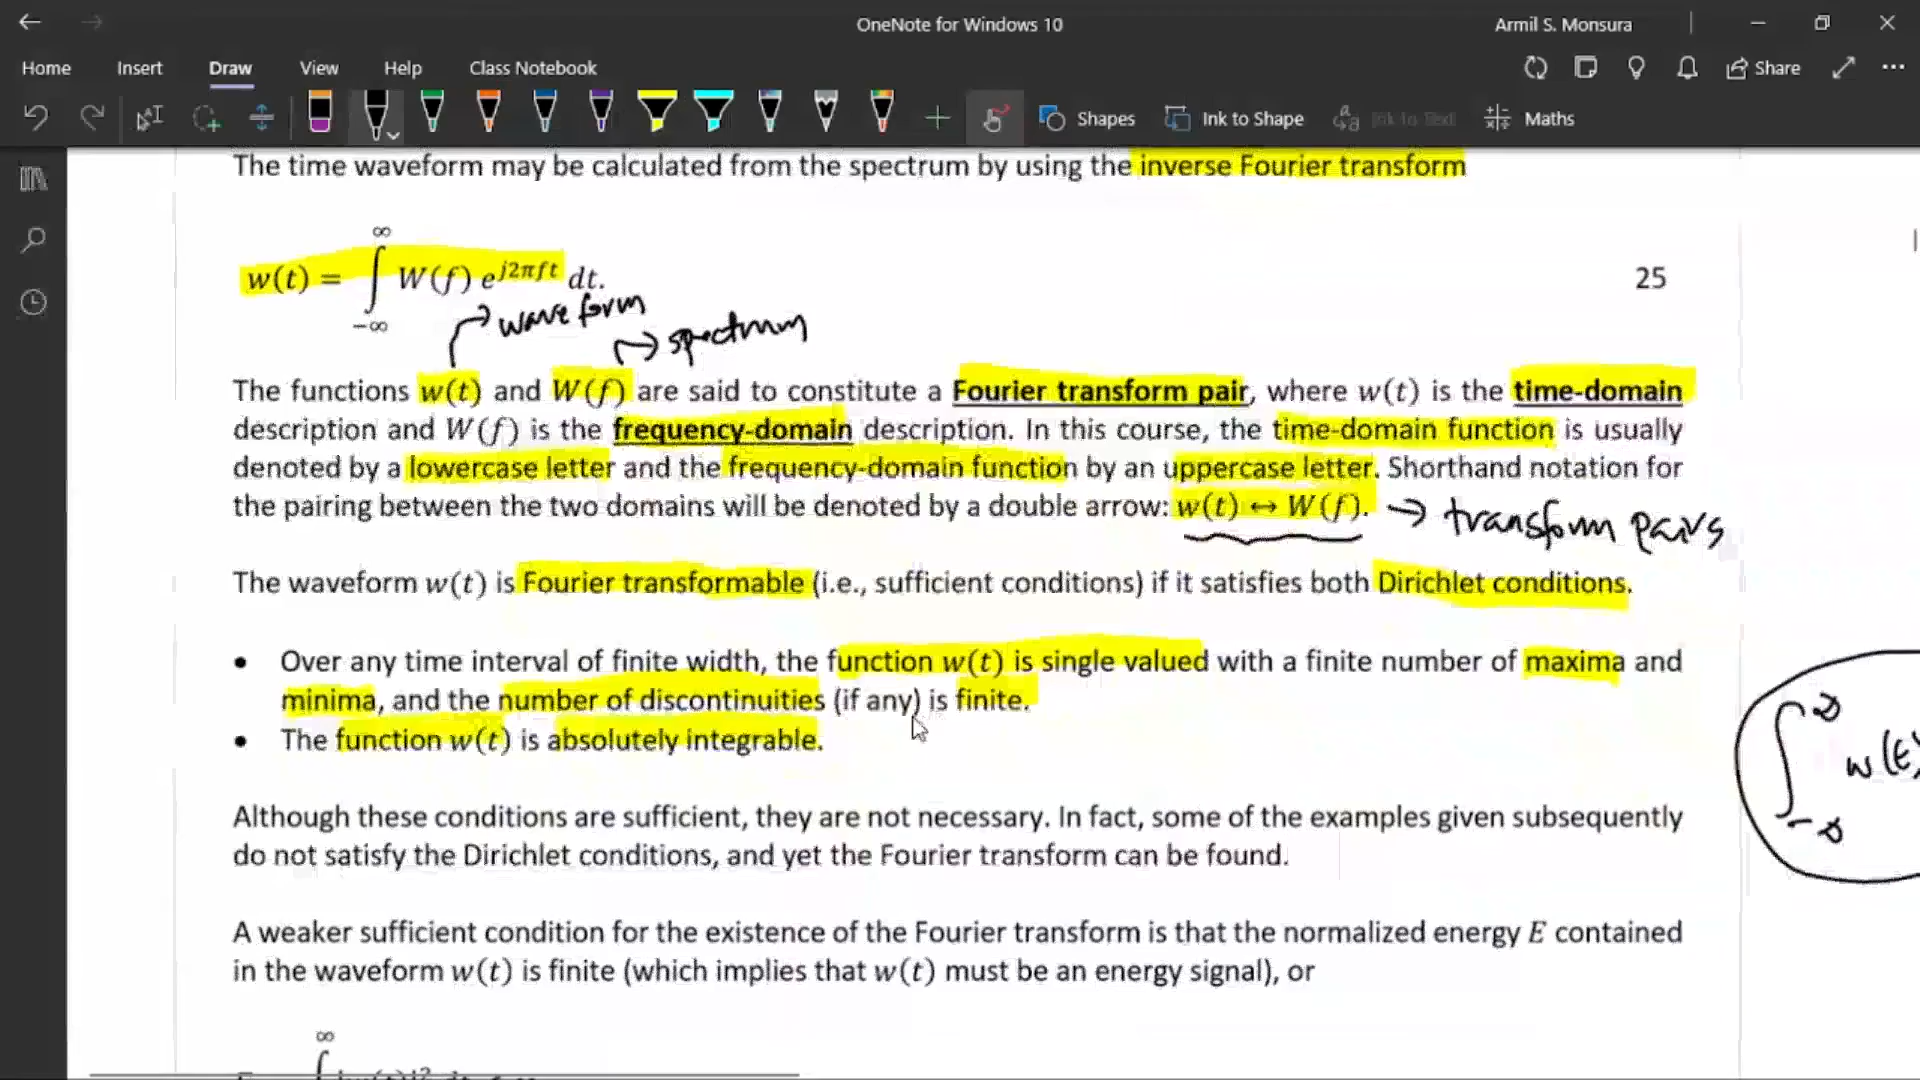 OneNote for Windows 10
Armil S. Monsura
Home Insert Draw View Help Class Notebook
Share
Shapes Ink to Shape Ink to Text Maths
The time waveform may be calculated from the spectrum by using the inverse Fourier transform
w(t) = ∫_{-∞}^{∞} W(f) e^{j2πft} dt. 25
waveform
spectrum
The functions w(t) and W(f) are said to constitute a Fourier transform pair, where w(t) is the time-domain
description and W(f) is the frequency-domain description. In this course, the time-domain function is usually
denoted by a lowercase letter and the frequency-domain function by an uppercase letter. Shorthand notation for
the pairing between the two domains will be denoted by a double arrow: w(t) ↔ W(f). → transform pairs
The waveform w(t) is Fourier transformable (i.e., sufficient conditions) if it satisfies both Dirichlet conditions.
• Over any time interval of finite width, the function w(t) is single valued with a finite number of maxima and
minima, and the number of discontinuities (if any) is finite.
• The function w(t) is absolutely integrable.
∫_{-∞}^{∞} w(t)
Although these conditions are sufficient, they are not necessary. In fact, some of the examples given subsequently
do not satisfy the Dirichlet conditions, and yet the Fourier transform can be found.
A weaker sufficient condition for the existence of the Fourier transform is that the normalized energy E contained
in the waveform w(t) is finite (which implies that w(t) must be an energy signal), or
∞